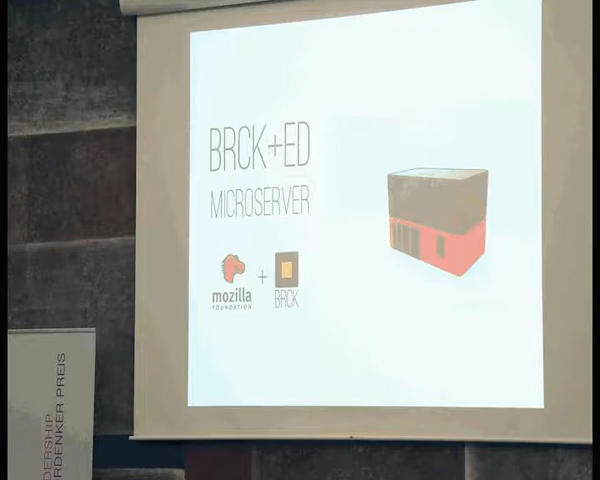 BRCK+ED
MICROSERVER
mozilla
FOUNDATION
+
BRCK
DERSHIP
RDENKER PREIS